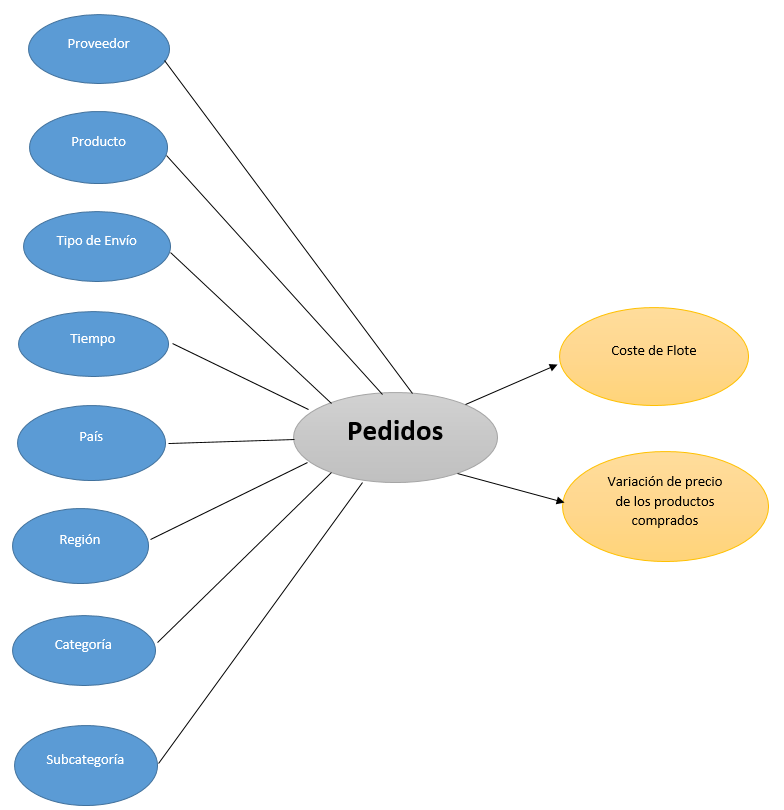 Proveedor
Producto
Tipo de Envío
Tiempo
País
Región
Categoría
Subcategoría
Pedidos
Coste de Flote
Variación de precio
de los productos
comprados